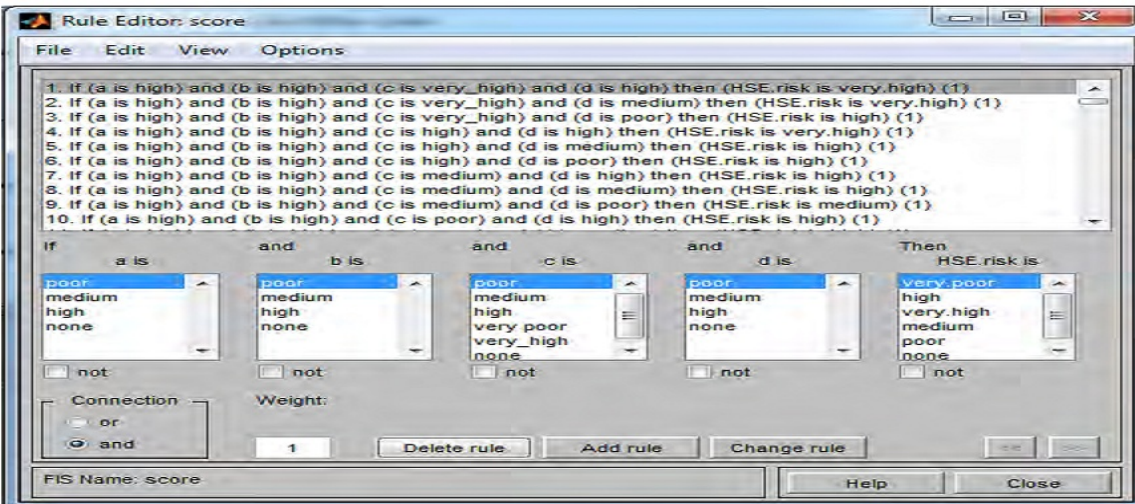 Rule Editor: score
File Edit View Options
1. If (a is high) and (b is high) and (c is very_high) and (d is high) then (HSE.risk is very.high) (1)
2. If (a is high) and (b is high) and (c is very_high) and (d is medium) then (HSE.risk is very.high) (1)
3. If (a is high) and (b is high) and (c is very_high) and (d is poor) then (HSE.risk is high) (1)
4. If (a is high) and (b is high) and (c is high) and (d is high) then (HSE.risk is very.high) (1)
5. If (a is high) and (b is high) and (c is high) and (d is medium) then (HSE.risk is high) (1)
6. If (a is high) and (b is high) and (c is high) and (d is poor) then (HSE.risk is high) (1)
7. If (a is high) and (b is high) and (c is medium) and (d is high) then (HSE.risk is high) (1)
8. If (a is high) and (b is high) and (c is medium) and (d is medium) then (HSE.risk is high) (1)
9. If (a is high) and (b is high) and (c is medium) and (d is poor) then (HSE.risk is medium) (1)
10. If (a is high) and (b is high) and (c is poor) and (d is high) then (HSE.risk is high) (1)
If and and and Then
a is b is c is d is HSE.risk is
poor poor poor poor very.poor
medium medium medium medium high
high high high high very.high
none none very poor none medium
very_high poor
none none
not not not not not
Connection Weight:
or
and 1 Delete rule Add rule Change rule << >>
FIS Name: score Help Close